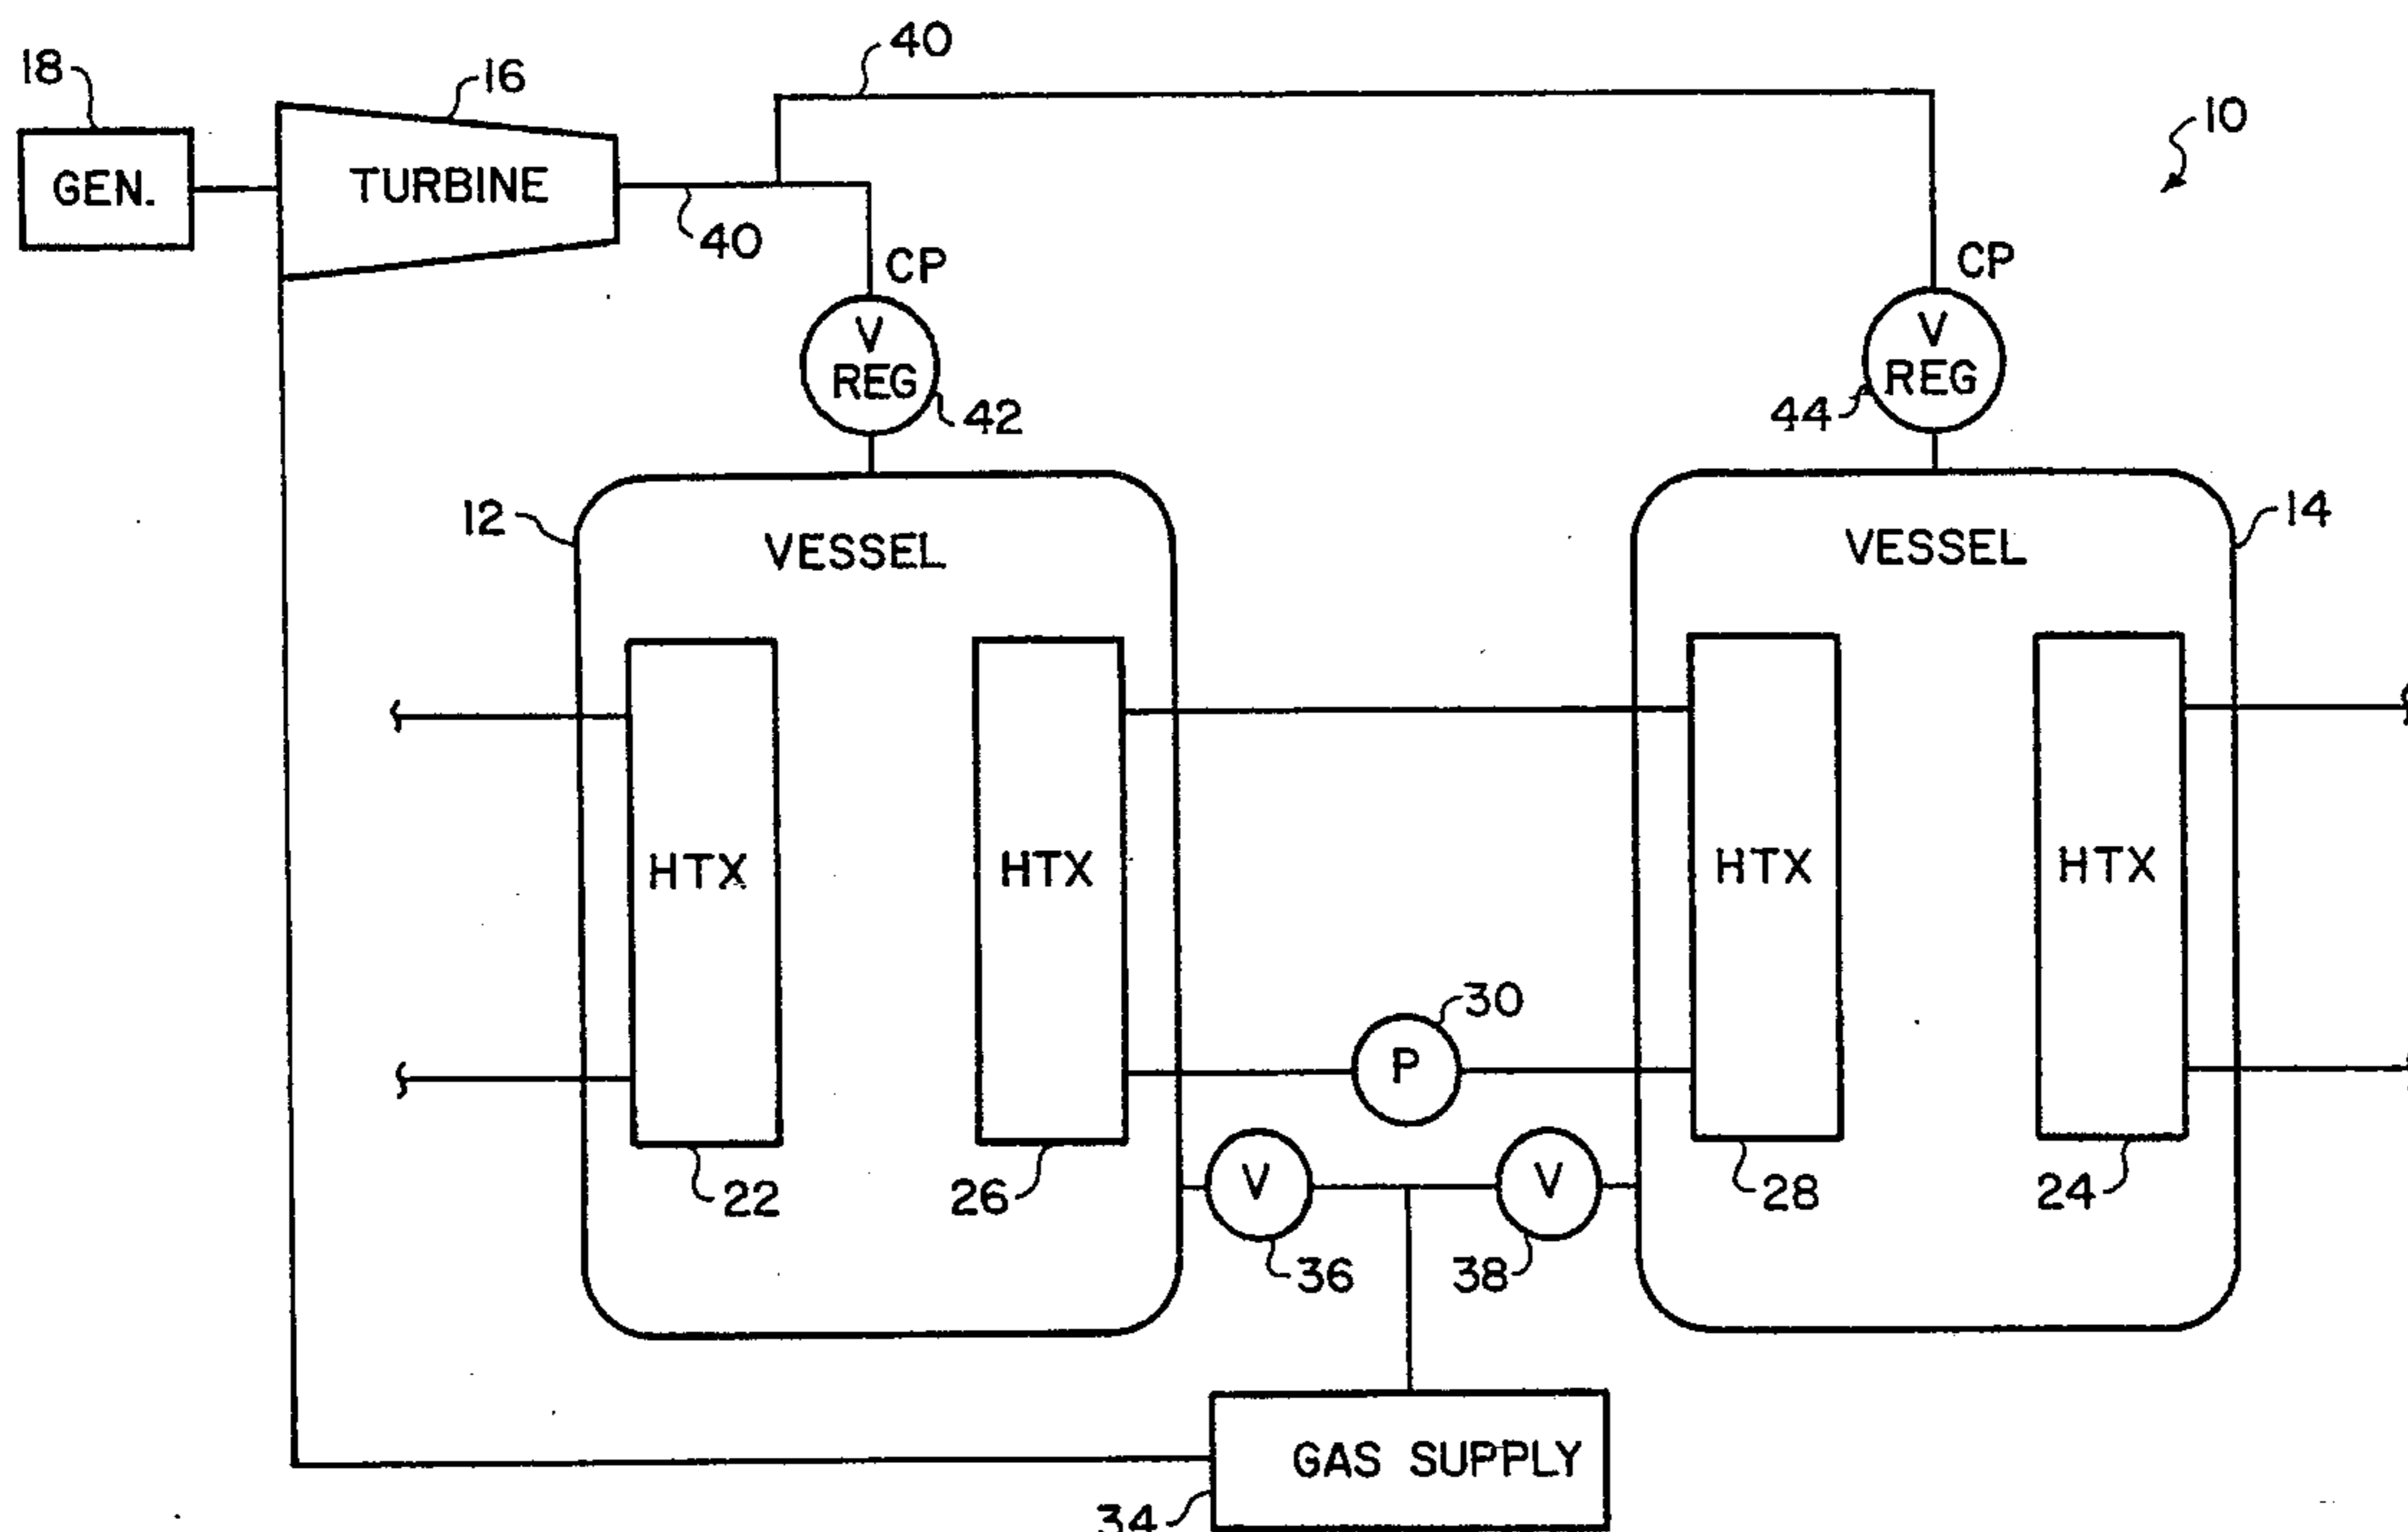 40
18
16
10
GEN.
TURBINE
40
CP
CP
V
REG
V
REG
42
44
12
VESSEL
VESSEL
14
HTX
HTX
HTX
HTX
30
P
22
26
V
V
28
24
36
38
GAS SUPPLY
34